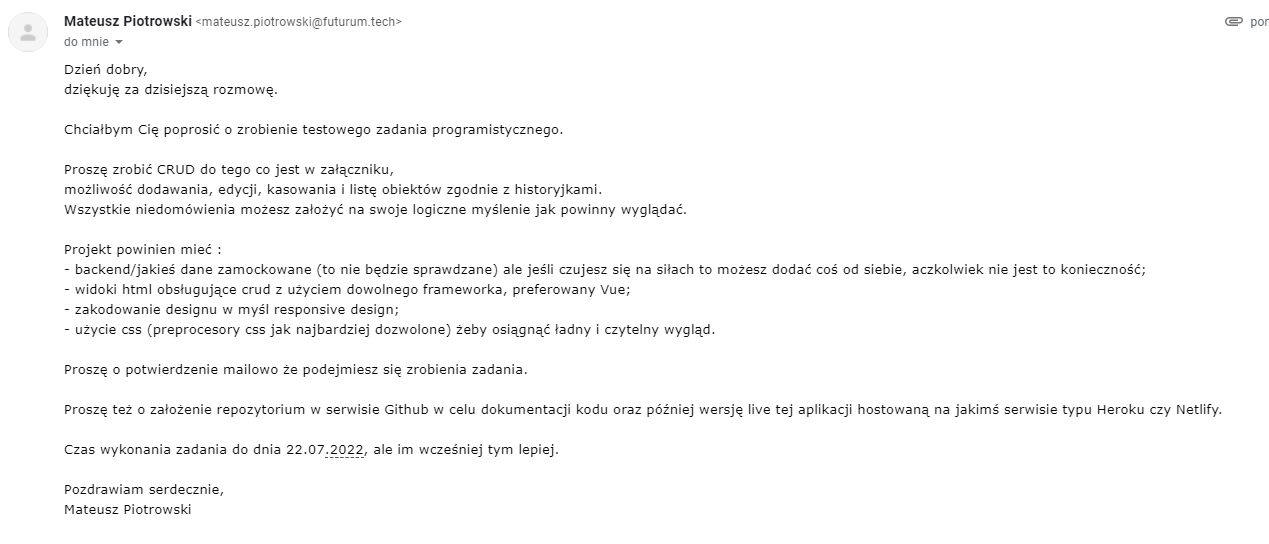 Mateusz Piotrowski <mateusz.piotrowski@futurum.tech>
por
do mnie
Dzień dobry,
dziękuję za dzisiejszą rozmowę.
Chciałbym Cię poprosić o zrobienie testowego zadania programistycznego.
Proszę zrobić CRUD do tego co jest w załączniku,
możliwość dodawania, edycji, kasowania i listę obiektów zgodnie z historyjkami.
Wszystkie niedomówienia możesz założyć na swoje logiczne myślenie jak powinny wyglądać.
Projekt powinien mieć :
- backend/jakieś dane zamockowane (to nie będzie sprawdzane) ale jeśli czujesz się na siłach to możesz dodać coś od siebie, aczkolwiek nie jest to konieczność;
- widoki html obsługujące crud z użyciem dowolnego frameworka, preferowany Vue;
- zakodowanie designu w myśl responsive design;
- użycie css (preprocesory css jak najbardziej dozwolone) żeby osiągnąć ładny i czytelny wygląd.
Proszę o potwierdzenie mailowo że podejmiesz się zrobienia zadania.
Proszę też o założenie repozytorium w serwisie Github w celu dokumentacji kodu oraz później wersję live tej aplikacji hostowaną na jakimś serwisie typu Heroku czy Netlify.
Czas wykonania zadania do dnia 22.07.2022, ale im wcześniej tym lepiej.
Pozdrawiam serdecznie,
Mateusz Piotrowski